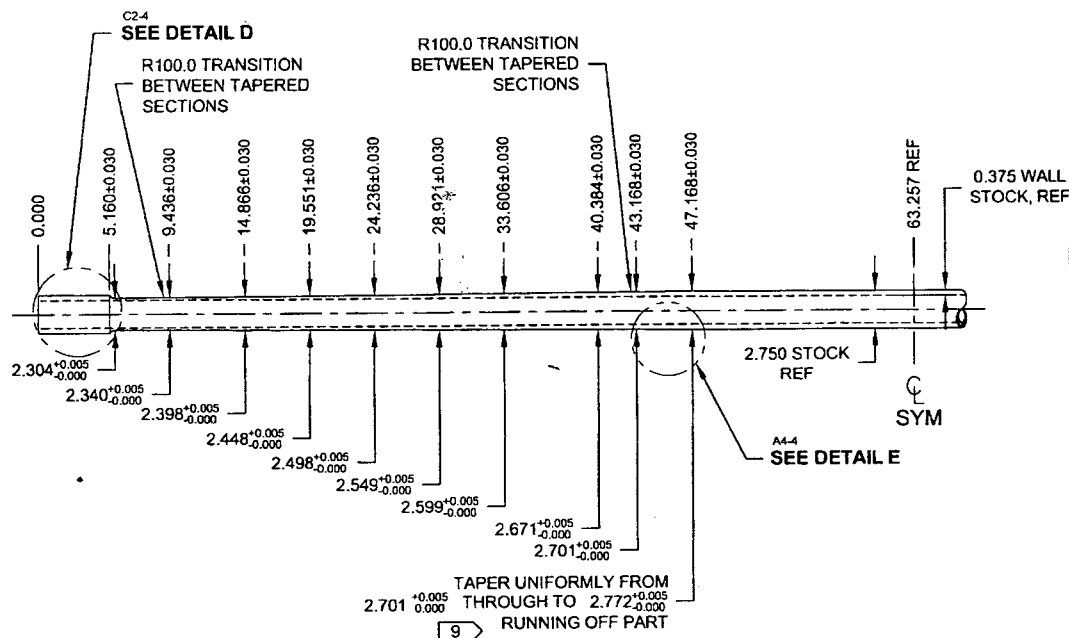 C2-4
SEE DETAIL D
R100.0 TRANSITION
BETWEEN TAPERED
SECTIONS
R100.0 TRANSITION
BETWEEN TAPERED
SECTIONS
0.000
5.160±0.030
9.436±0.030
14.866±0.030
19.551±0.030
24.236±0.030
28.921±0.030
33.606±0.030
40.384±0.030
43.168±0.030
47.168±0.030
63.257 REF
0.375 WALL
STOCK, REF
2.304 +0.005 -0.000
2.340 +0.005 -0.000
2.398 +0.005 -0.000
2.448 +0.005 -0.000
2.498 +0.005 -0.000
2.549 +0.005 -0.000
2.599 +0.005 -0.000
2.671 +0.005 -0.000
2.701 +0.005 -0.000
2.750 STOCK
REF
CL
SYM
A4-4
SEE DETAIL E
TAPER UNIFORMLY FROM
2.701 +0.005 0.000 THROUGH TO 2.772 +0.005 -0.000
RUNNING OFF PART
9